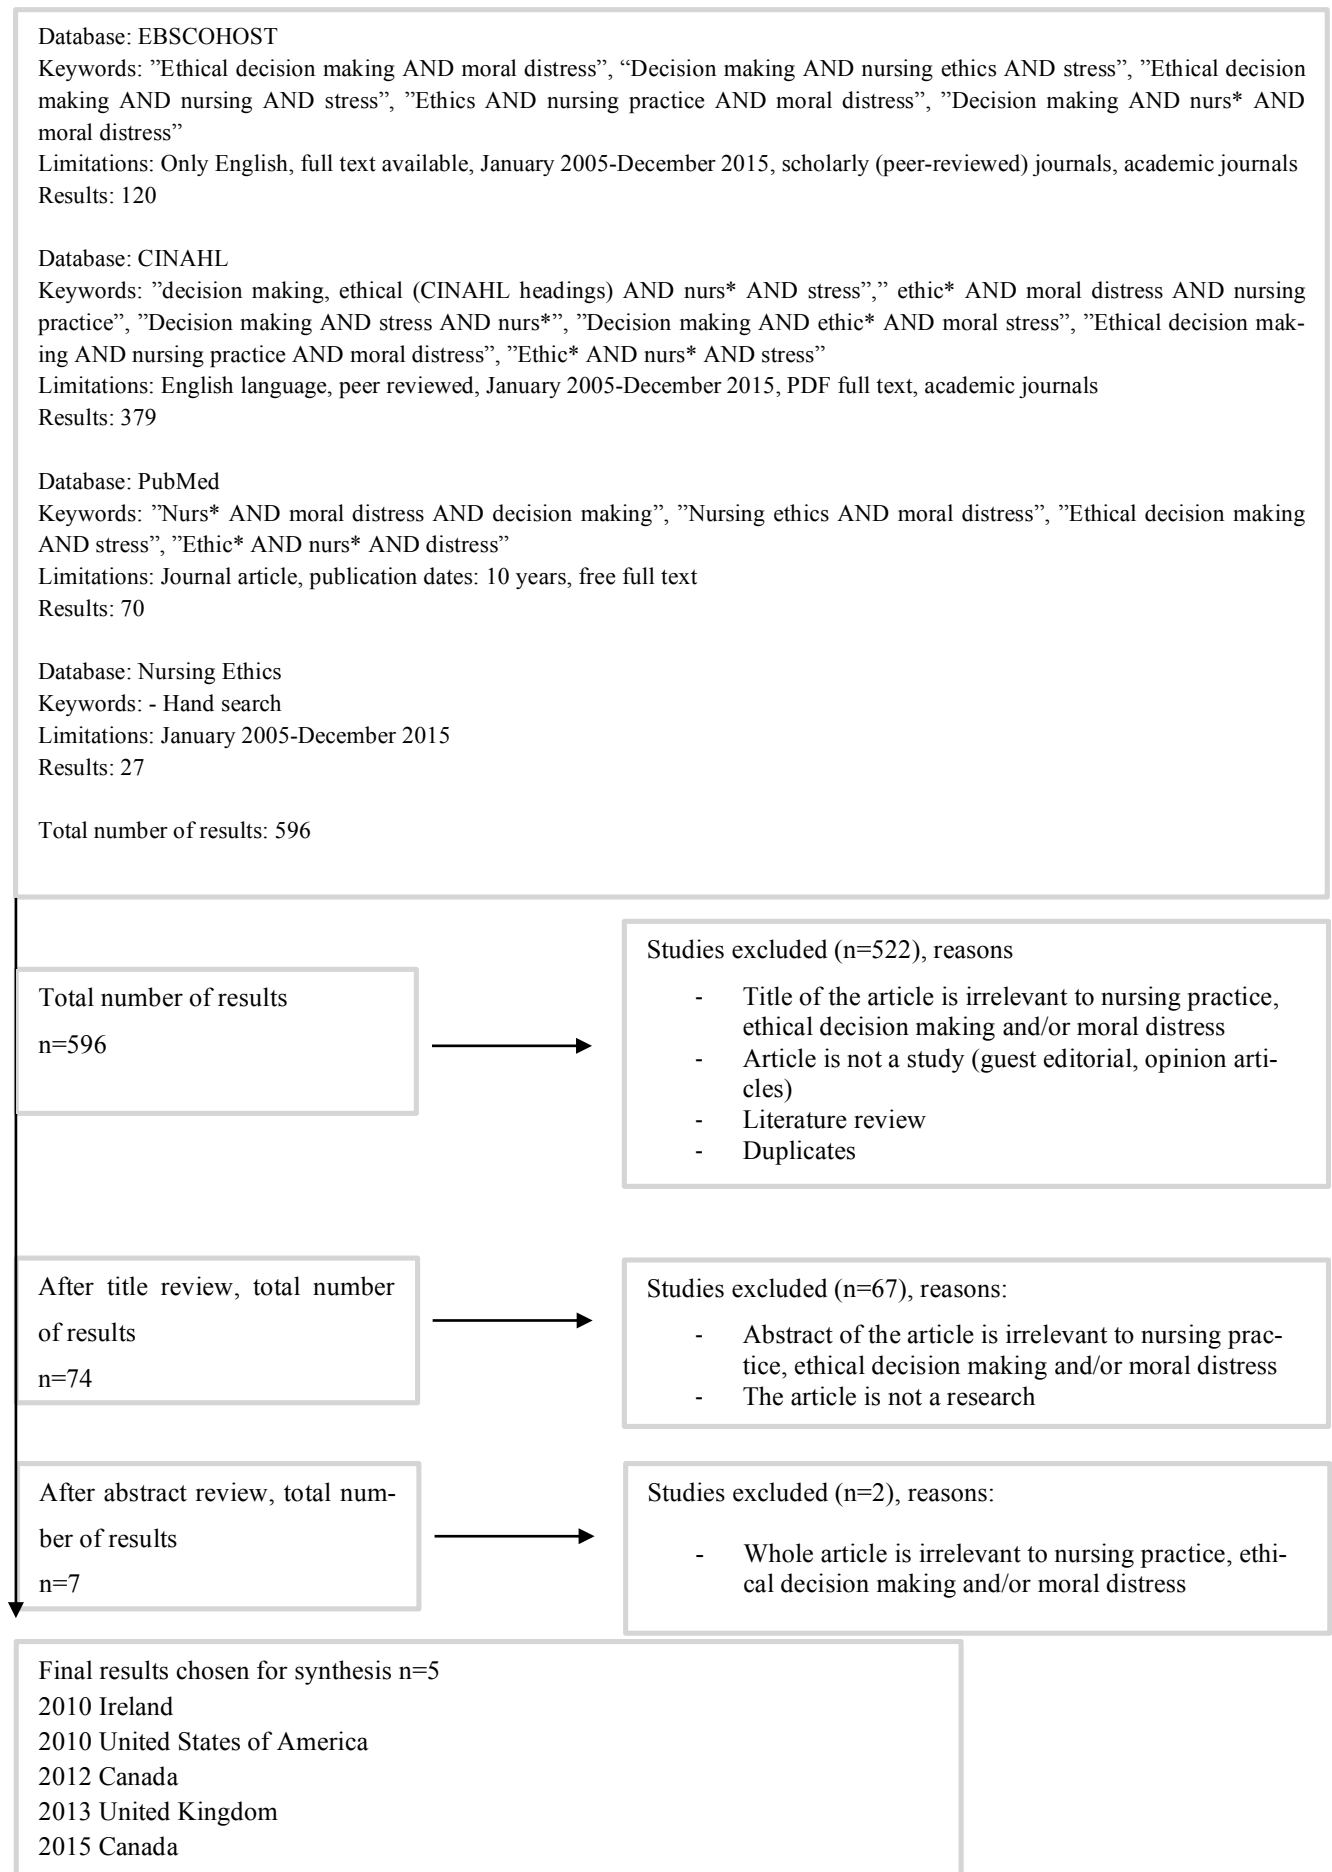 Database: EBSCOHOST
Keywords: ”Ethical decision making AND moral distress”, “Decision making AND nursing ethics AND stress”, ”Ethical decision
making AND nursing AND stress”, ”Ethics AND nursing practice AND moral distress”, ”Decision making AND nurs* AND
moral distress”
Limitations: Only English, full text available, January 2005-December 2015, scholarly (peer-reviewed) journals, academic journals
Results: 120
Database: CINAHL
Keywords: ”decision making, ethical (CINAHL headings) AND nurs* AND stress”,” ethic* AND moral distress AND nursing
practice”, ”Decision making AND stress AND nurs*”, ”Decision making AND ethic* AND moral stress”, ”Ethical decision mak-
ing AND nursing practice AND moral distress”, ”Ethic* AND nurs* AND stress”
Limitations: English language, peer reviewed, January 2005-December 2015, PDF full text, academic journals
Results: 379
Database: PubMed
Keywords: ”Nurs* AND moral distress AND decision making”, ”Nursing ethics AND moral distress”, ”Ethical decision making
AND stress”, ”Ethic* AND nurs* AND distress”
Limitations: Journal article, publication dates: 10 years, free full text
Results: 70
Database: Nursing Ethics
Keywords: - Hand search
Limitations: January 2005-December 2015
Results: 27
Total number of results: 596
Total number of results
n=596
Studies excluded (n=522), reasons
- Title of the article is irrelevant to nursing practice,
ethical decision making and/or moral distress
- Article is not a study (guest editorial, opinion arti-
cles)
- Literature review
- Duplicates
After title review, total number
of results
n=74
Studies excluded (n=67), reasons:
- Abstract of the article is irrelevant to nursing prac-
tice, ethical decision making and/or moral distress
- The article is not a research
After abstract review, total num-
ber of results
n=7
Studies excluded (n=2), reasons:
- Whole article is irrelevant to nursing practice, ethi-
cal decision making and/or moral distress
Final results chosen for synthesis n=5
2010 Ireland
2010 United States of America
2012 Canada
2013 United Kingdom
2015 Canada